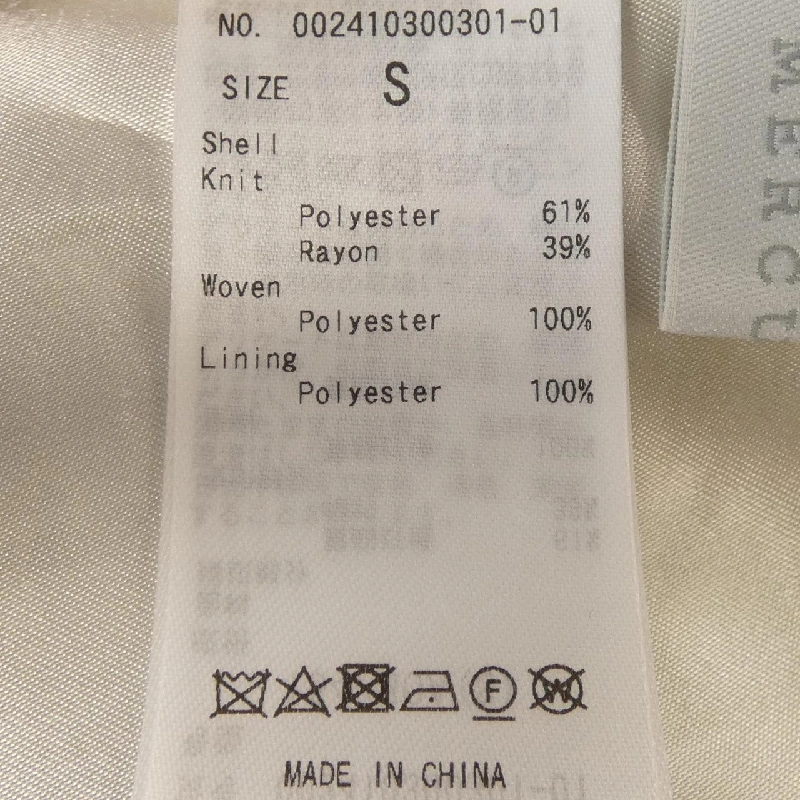 NO. 002410300301-01
SIZE S
Shell
Knit
Polyester 61%
Rayon 39%
Woven
Polyester 100%
Lining
Polyester 100%
F W
MADE IN CHINA
MERCU